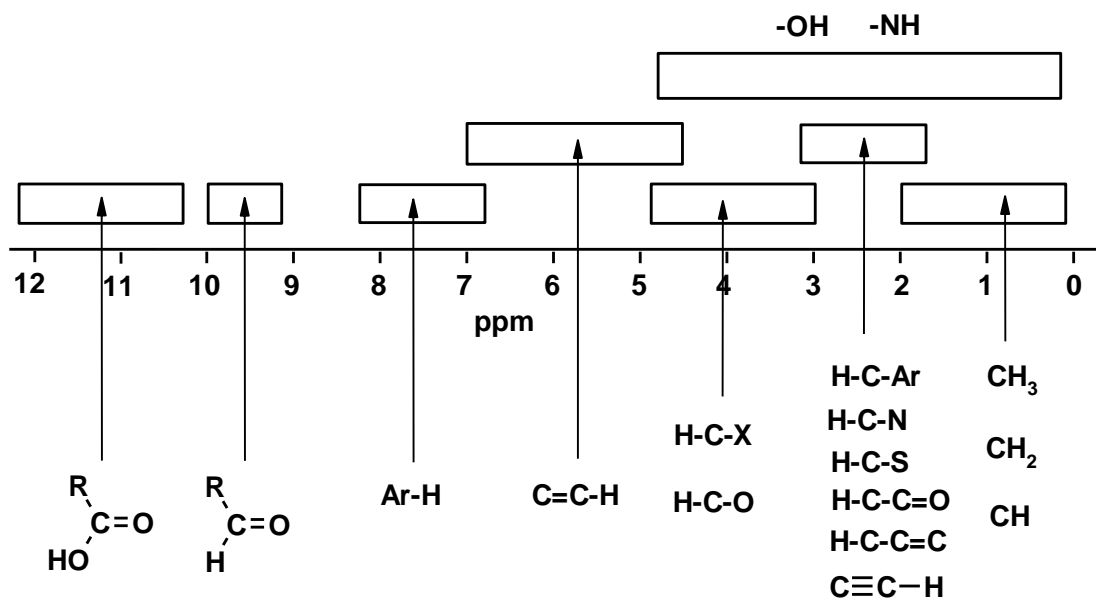 -OH -NH
12 11 10 9 8 7 6 5 4 3 2 1 0
ppm
H-C-Ar CH3
H-C-N
H-C-X CH2
H-C-S
R R Ar-H C=C-H H-C-O H-C-C=O
C=O C=O CH
HO H H-C-C=C
C≡C-H